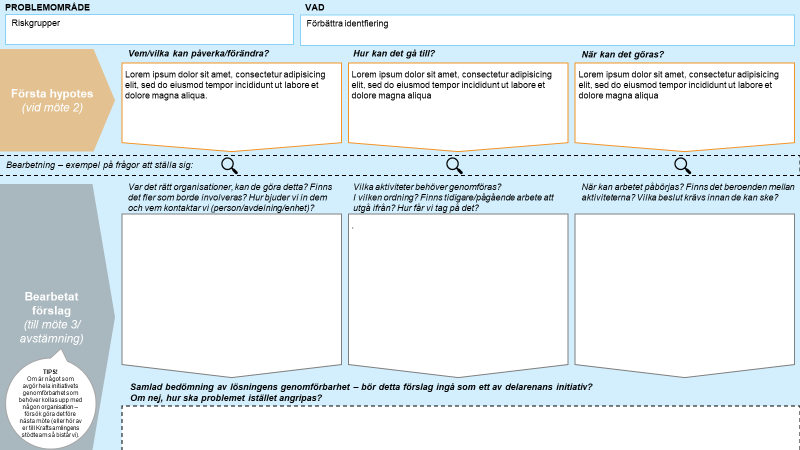 PROBLEMOMRÅDE
VAD
Riskgrupper
Förbättra identfiering
Vem/vilka kan påverka/förändra?
Hur kan det gå till?
När kan det göras?
Första hypotes
(vid möte 2)
Lorem ipsum dolor sit amet, consectetur adipisicing
elit, sed do eiusmod tempor incididunt ut labore et
dolore magna aliqua.
Lorem ipsum dolor sit amet, consectetur adipisicing
elit, sed do eiusmod tempor incididunt ut labore et
dolore magna aliqua
Lorem ipsum dolor sit amet, consectetur adipisicing
elit, sed do eiusmod tempor incididunt ut labore et
dolore magna aliqua
Bearbetning – exempel på frågor att ställa sig:
Var det rätt organisationer, kan de göra detta? Finns
det fler som borde involveras? Hur bjuder vi in dem
och vem kontaktar vi (person/avdelning/enhet)?
Vilka aktiviteter behöver genomföras?
I vilken ordning? Finns tidigare/pågående arbete att
utgå ifrån? Hur får vi tag på det?
När kan arbetet påbörjas? Finns det beroenden mellan
aktiviteterna? Vilka beslut krävs innan de kan ske?
.
Bearbetat
förslag
(till möte 3/
avstämning)
TIPS!
Om är något som
avgör hela initiativets
genomförbarhet som
behöver kollas upp med
någon organisation –
försök göra det före
nästa möte (eller hör av
er till Kraftsamlingens
stödteam så bistår vi)
Samlad bedömning av lösningens genomförbarhet – bör detta förslag ingå som ett av delarenans initiativ?
Om nej, hur ska problemet istället angripas?